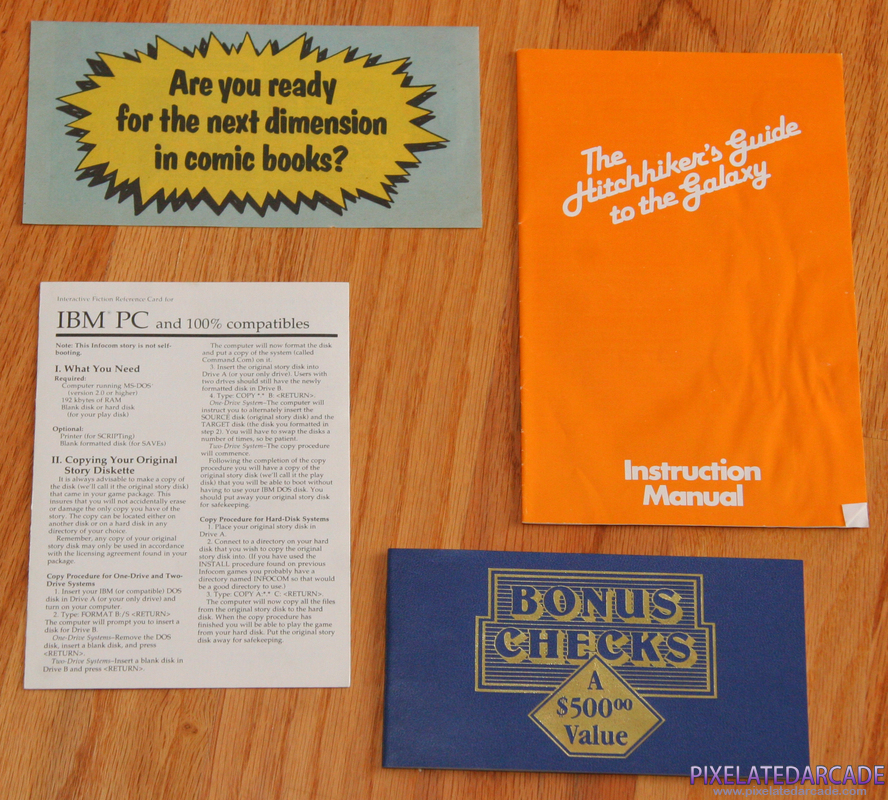 Are you ready
for the next dimension
in comic books?
The
Hitchhiker's Guide
to the Galaxy
Instruction
Manual
Interactive Fiction Reference Card for
IBM™ PC and 100% compatibles
Note: This Infocom story is not self-
booting.
I. What You Need
Required:
Computer running MS-DOS
(version 2.0 or higher)
192 kbytes of RAM
Blank disk or hard disk
(for your play disk)
Optional:
Printer (for SCRIPTing)
Blank formatted disk (for SAVEs)
II. Copying Your Original
Story Diskette
It is always advisable to make a copy of
the disk (we'll call it the original story disk)
that came in your game package. This
insures that you will not accidentally erase
or damage the only copy you have of the
story. The copy can be located either on
another disk or on a hard disk in any
directory of your choice.
Remember, any copy of your original
story disk may only be used in accordance
with the licensing agreement found in your
package.
Copy Procedure for One-Drive and Two-
Drive Systems
1. Insert your IBM (or compatible) DOS
disk in Drive A (or your only drive) and
turn on your computer.
2. Type: FORMAT B:/S <RETURN>
The computer will prompt you to insert a
disk for Drive B.
One-Drive Systems–Remove the DOS
disk, insert a blank disk, and press
<RETURN>.
Two-Drive Systems–Insert a blank disk in
Drive B and press <RETURN>.
The computer will now format the disk
and put a copy of the system (called
Command.Com) on it.
3. Insert the original story disk into
Drive A (or your only drive). Users with
two drives should still have the newly
formatted disk in Drive B.
4. Type: COPY *.* B: <RETURN>.
One-Drive System–The computer will
instruct you to alternately insert the
SOURCE disk (original story disk) and the
TARGET disk (the disk you formatted in
step 2). You will have to swap the disks a
number of times, so be patient.
Two-Drive System–The copy procedure
will commence.
Following the completion of the copy
procedure you will have a copy of the
original story disk (we'll call it the play
disk) that you will be able to boot without
having to use your IBM DOS disk. You
should put away your original story disk
for safekeeping.
Copy Procedure for Hard-Disk Systems
1. Place your original story disk in
Drive A.
2. Connect to a directory on your hard
disk that you wish to copy the original
story disk into. (If you have used the
INSTALL procedure found on previous
Infocom games you probably have a
directory named INFOCOM so that would
be a good directory to use.)
3. Type: COPY A:*.* C: <RETURN>.
The computer will now copy all the files
from the original story disk to the hard
disk. When the copy procedure has
finished you will be able to play the game
from your hard disk. Put the original story
disk away for safekeeping.
BONUS
CHECKS
A
$500⁰⁰
Value
PIXELATEDARCADE
www.pixelatedarcade.com